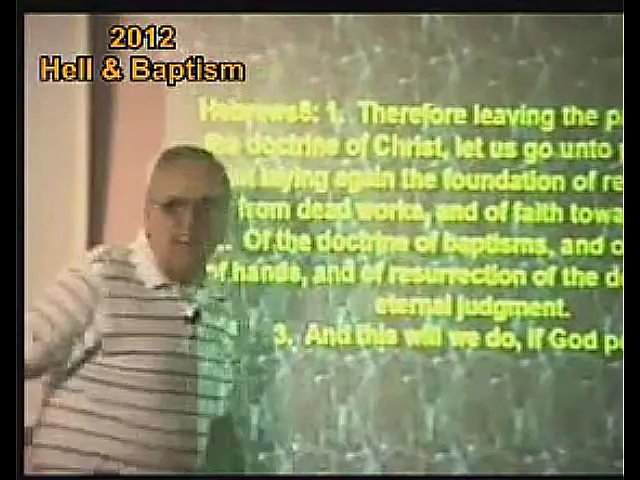 2012
Hell & Baptism
Hebrews6: 1. Therefore leaving the p
the doctrine of Christ, let us go unto
laying again the foundation of re
from dead works, and of faith towa
Of the doctrine of baptisms, and o
of hands, and of resurrection of the d
eternal judgment.
3. And this will we do, if God pe